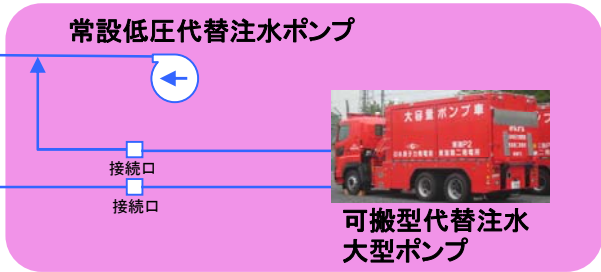 常設低圧代替注水ポンプ
大容量ポンプ車
接続口
接続口
可搬型代替注水
大型ポンプ